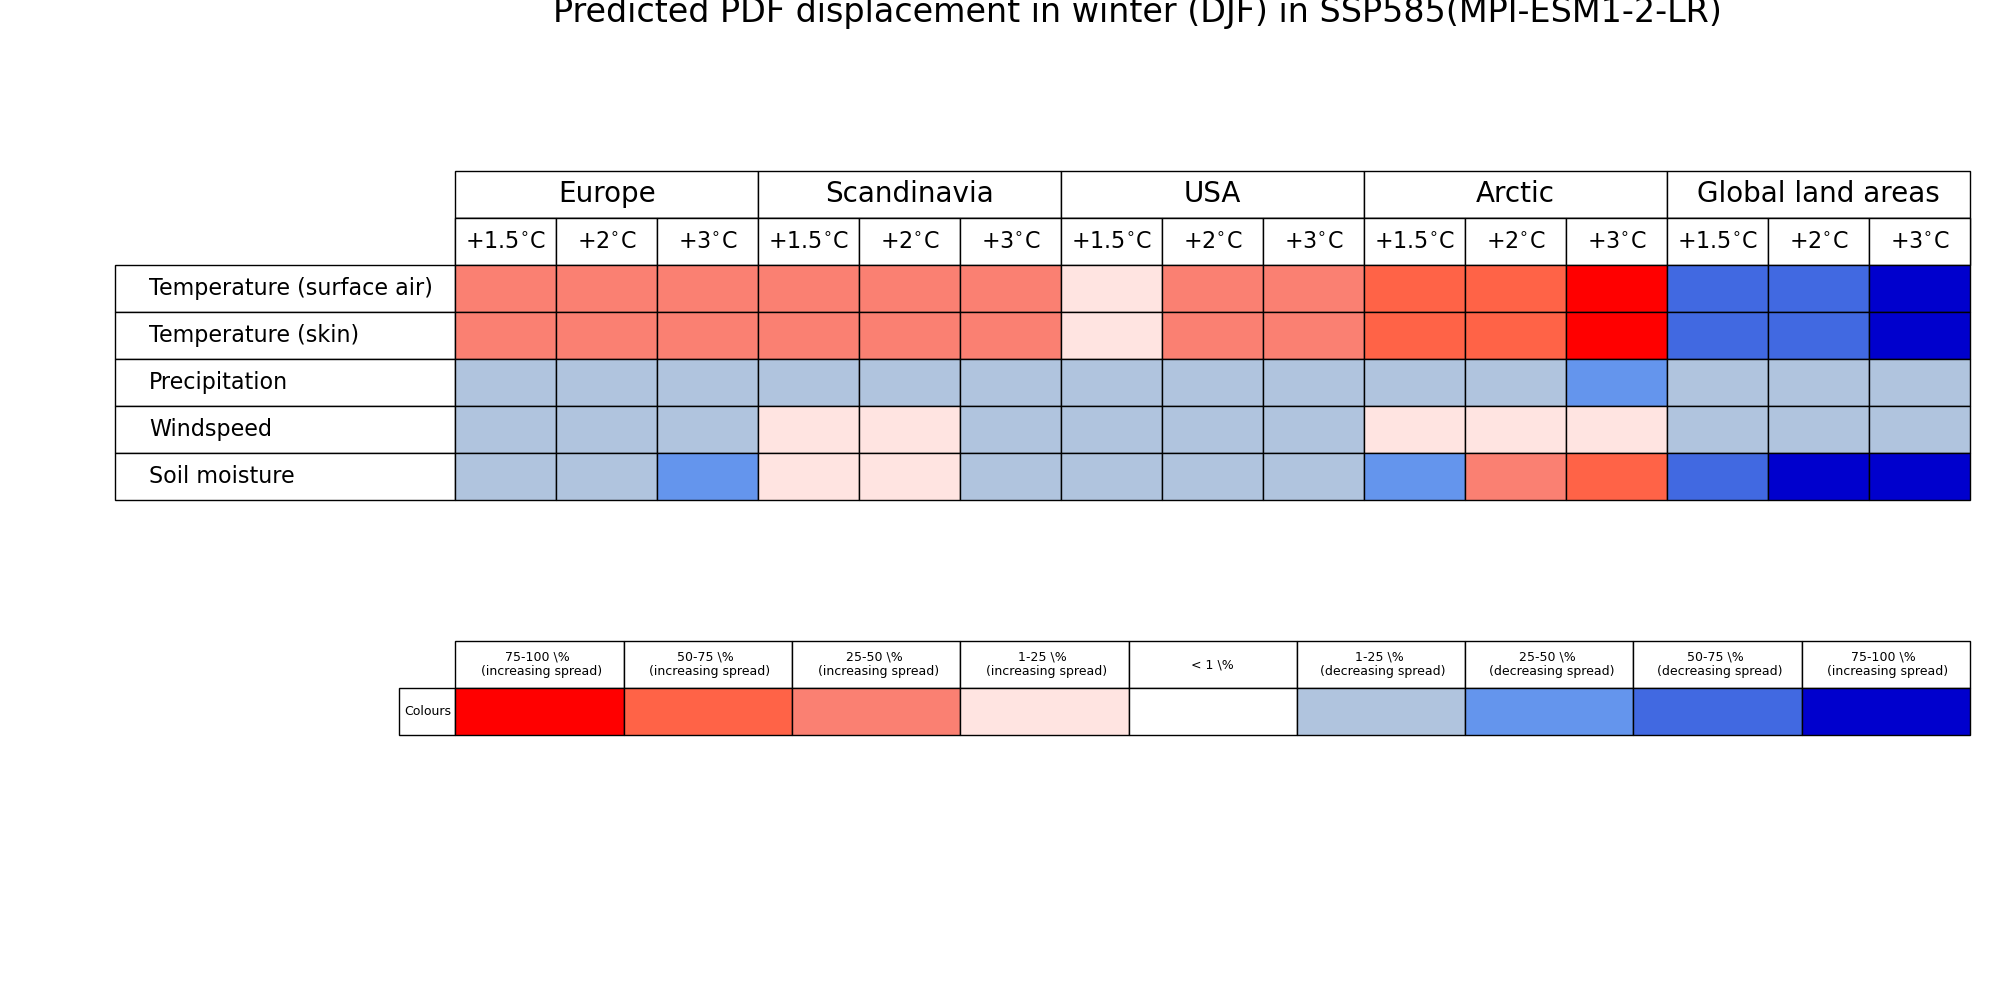 Predicted PDF displacement in winter (DJF) in SSP585(MPI-ESM1-2-LR)
Europe Scandinavia USA Arctic Global land areas
+1.5°C +2°C +3°C +1.5°C +2°C +3°C +1.5°C +2°C +3°C +1.5°C +2°C +3°C +1.5°C +2°C +3°C
Temperature (surface air)
Temperature (skin)
Precipitation
Windspeed
Soil moisture
75-100 \% 50-75 \% 25-50 \% 1-25 \% < 1 \% 1-25 \% 25-50 \% 50-75 \% 75-100 \%
(increasing spread) (increasing spread) (increasing spread) (increasing spread) (decreasing spread) (decreasing spread) (decreasing spread) (increasing spread)
Colours